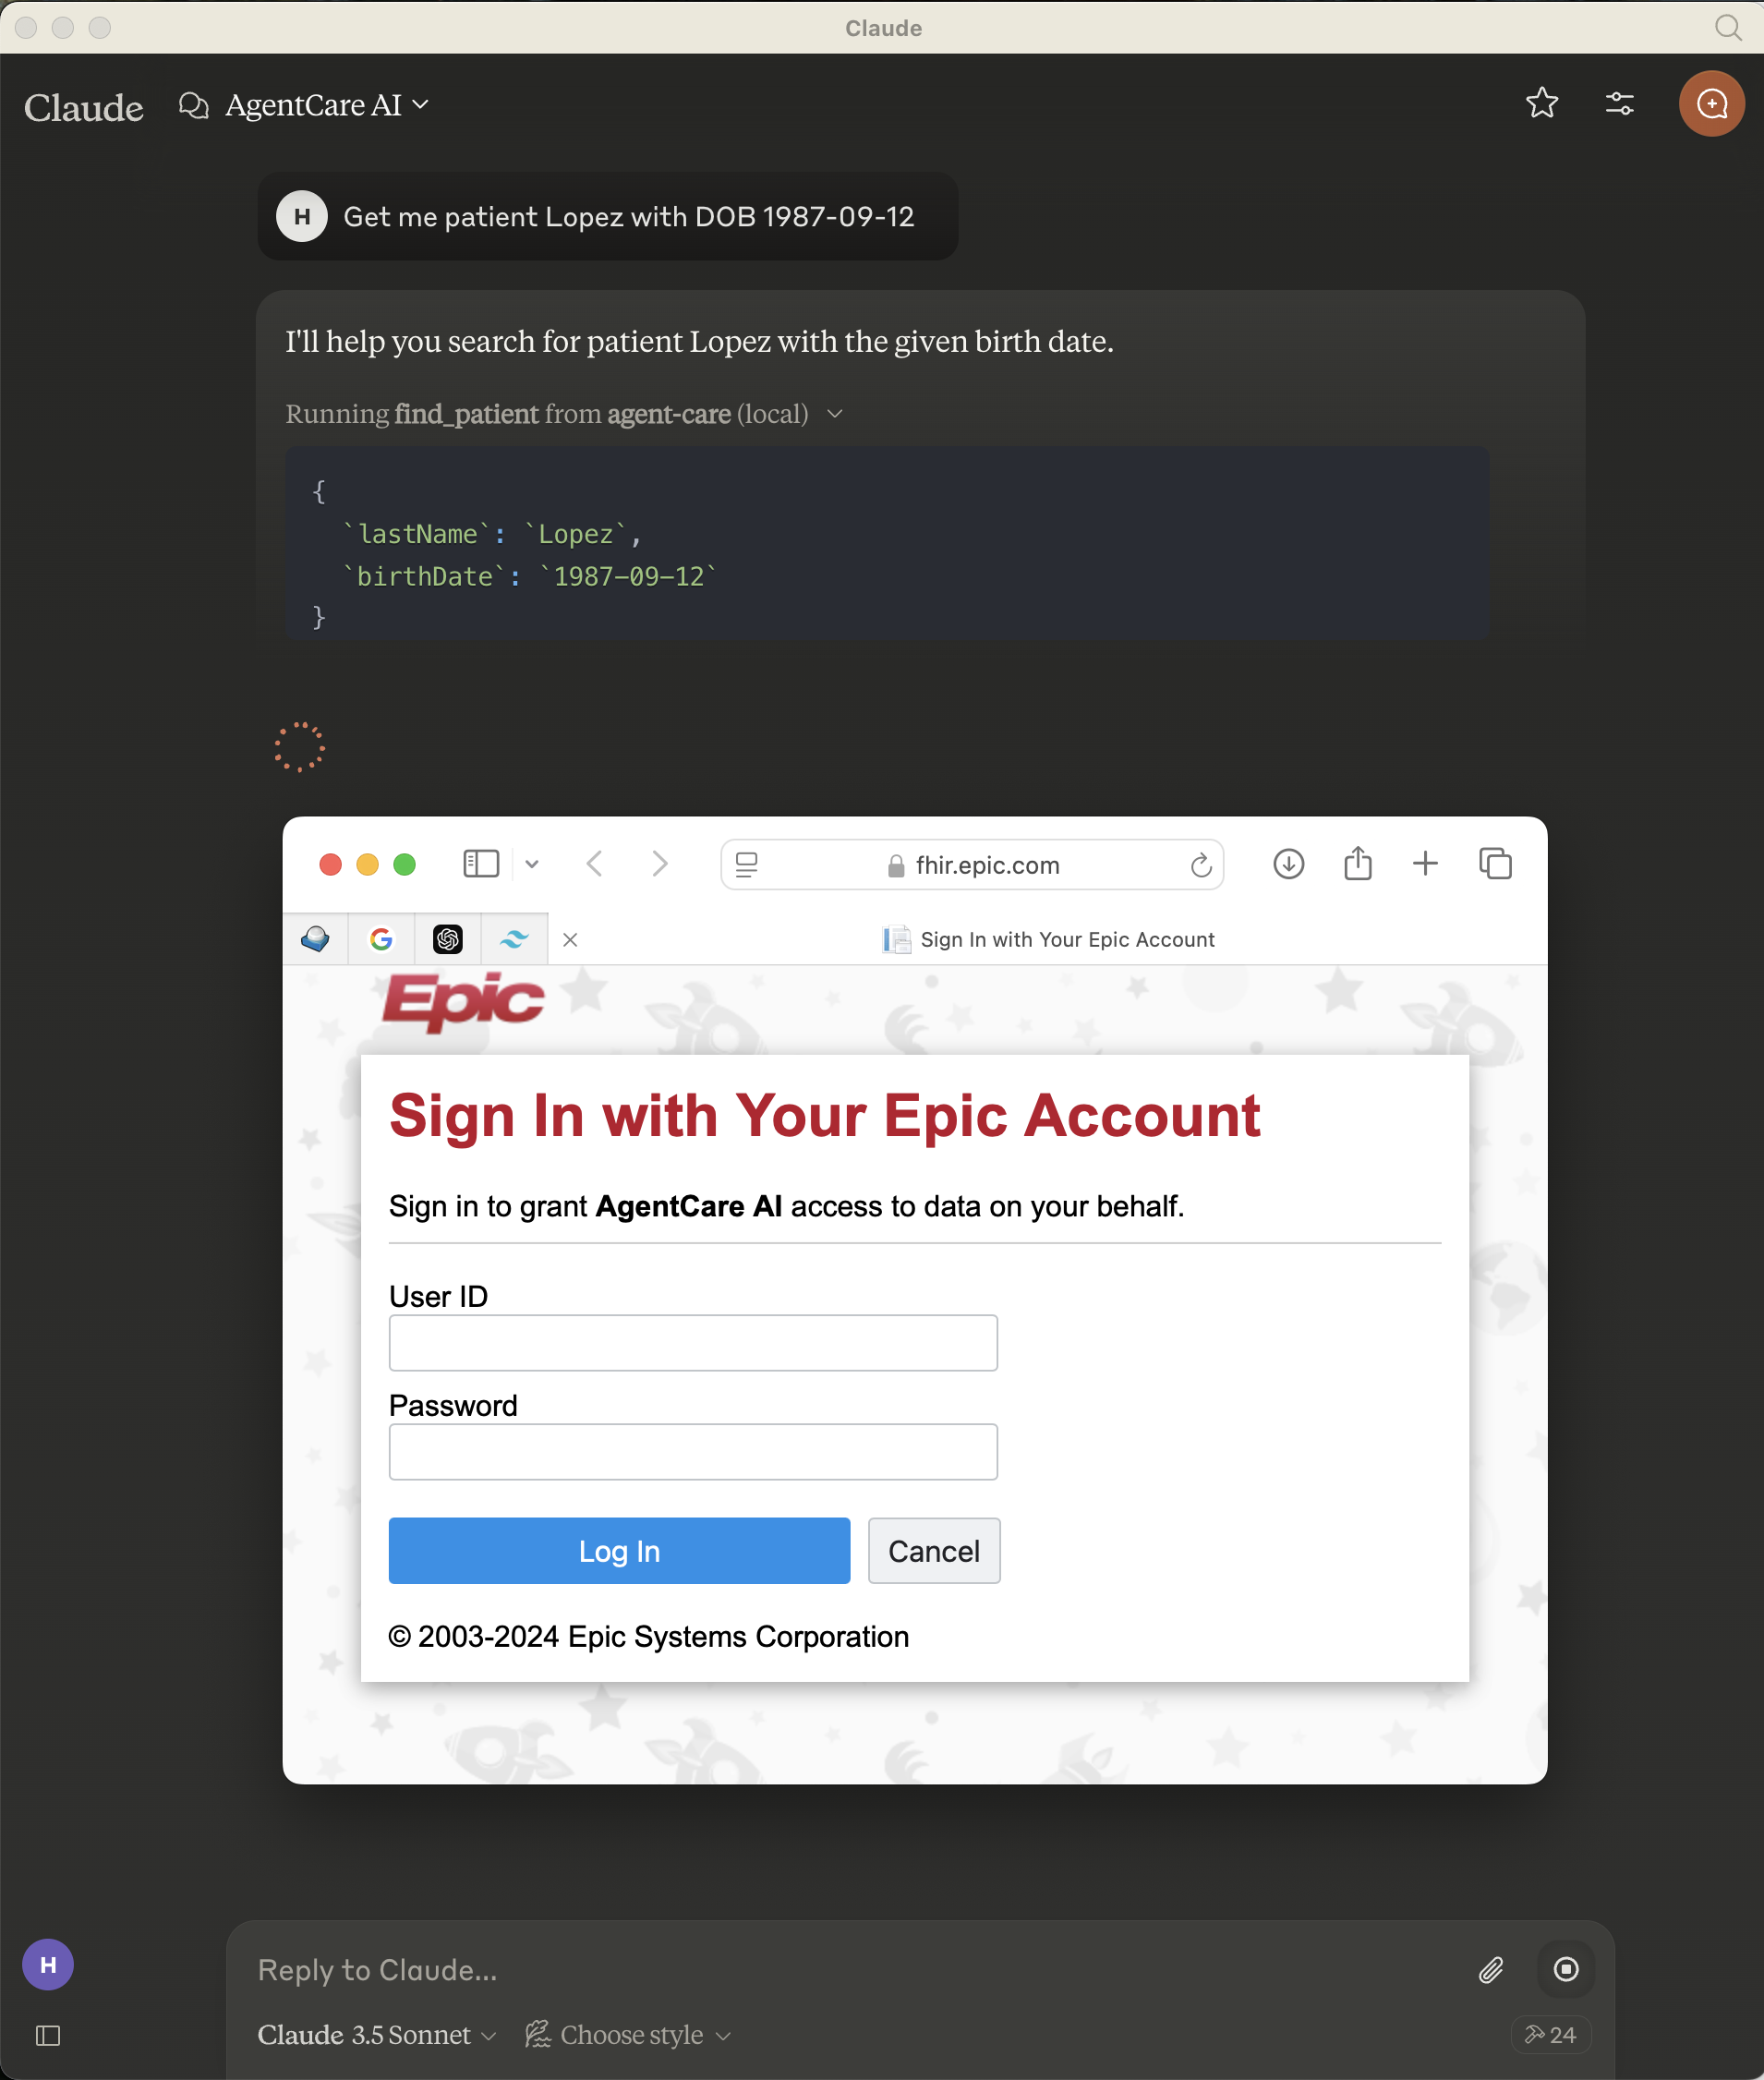 Claude
Claude
AgentCare AI
H
Get me patient Lopez with DOB 1987-09-12
I'll help you search for patient Lopez with the given birth date.
Running find_patient from agent-care (local)
{
`lastName`: `Lopez`,
`birthDate`: `1987-09-12`
}
fhir.epic.com
Sign In with Your Epic Account
Epic
Sign In with Your Epic Account
Sign in to grant AgentCare AI access to data on your behalf.
User ID
Password
Log In
Cancel
© 2003-2024 Epic Systems Corporation
H
Reply to Claude...
Claude 3.5 Sonnet
Choose style
24